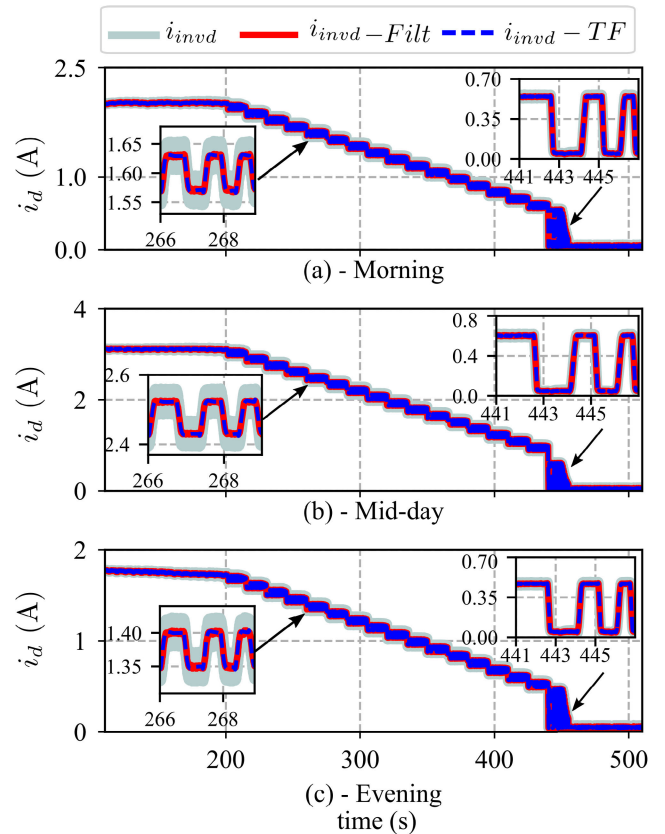 i_invd i_invd-Filt i_invd - TF
2.5
1.0
0.0
i_d (A)
1.65
1.60
1.55
266 268
0.70
0.35
0.00
441 443 445
(a) - Morning
4
2
0
i_d (A)
2.6
2.4
266 268
0.8
0.4
0.0
441 443 445
(b) - Mid-day
2
1
0
i_d (A)
1.40
1.35
266 268
0.70
0.35
0.00
441 443 445
200 300 400 500
(c) - Evening
time (s)